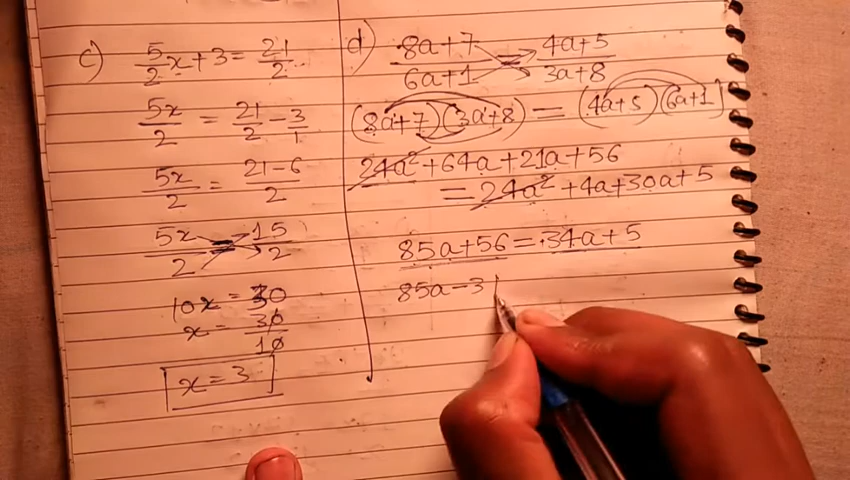 c) 5/2 x + 3 = 21/2
5x/2 = 21/2 - 3/1
5x/2 = 21-6/2
5x/2 = 15/2
10x = 30
x = 30/10
x = 3
d) 8a+7/6a+1 = 4a+5/3a+8
(8a+7)(3a+8) = (4a+5)(6a+1)
24a² + 64a + 21a + 56
= 24a² + 4a + 30a + 5
85a + 56 = 34a + 5
85a - 3